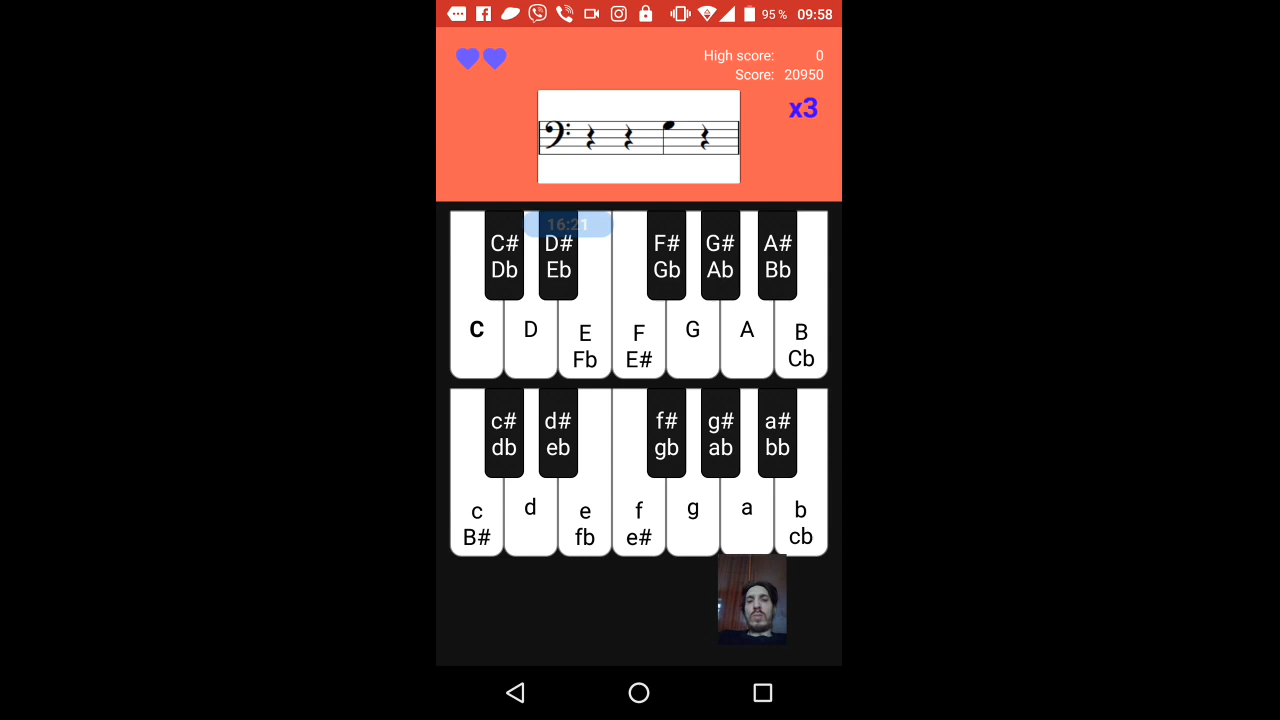 95 % 09:58
High score: 0
Score: 20950
x3
16:21
C# D# F# G# A#
Db Eb Gb Ab Bb
C D E F G A B
Fb E# Cb
c# d# f# g# a#
db eb gb ab bb
c d e f g a b
B# fb e# cb